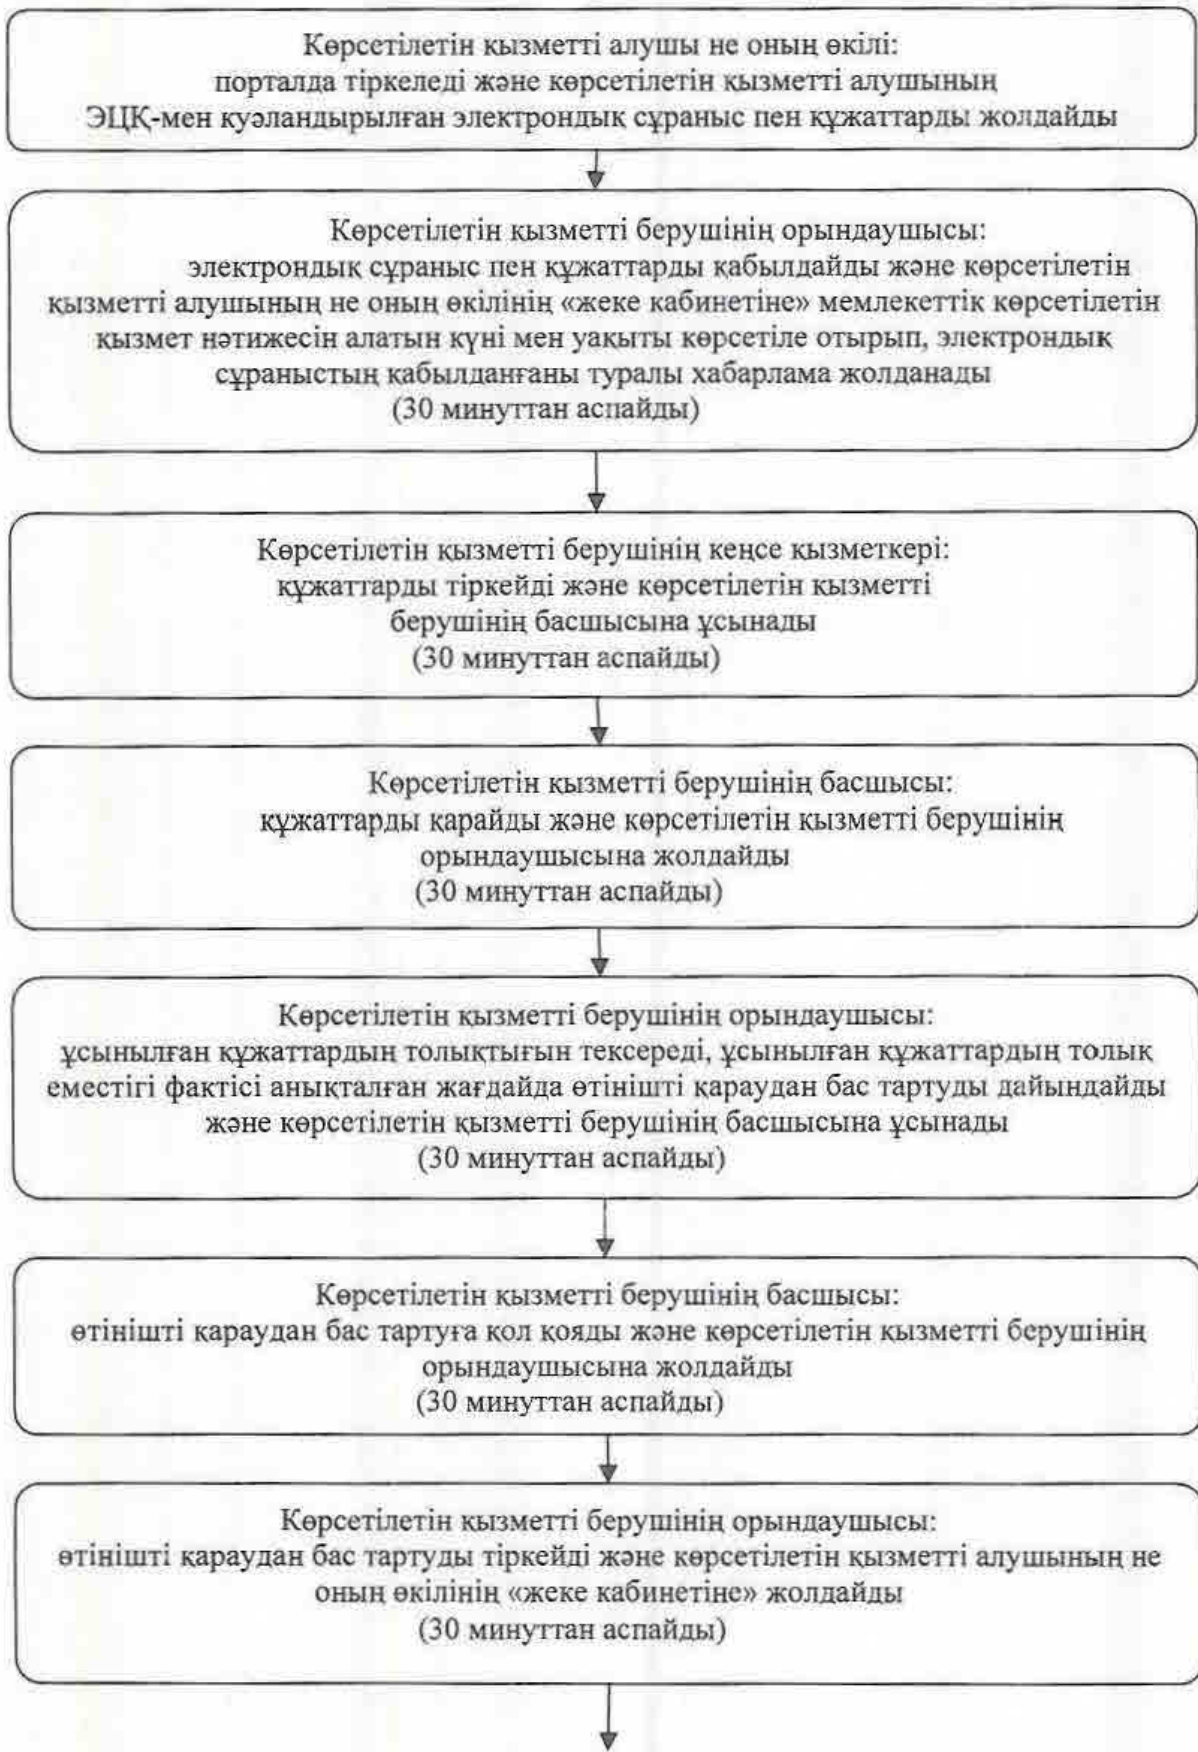 Көрсетілетін қызметті алушы не оның өкілі:
порталда тіркеледі және көрсетілетін қызметті алушының
ЭЦҚ-мен куәландырылған электрондық сұраныс пен құжаттарды жолдайды
Көрсетілетін қызметті берушінің орындаушысы:
электрондық сұраныс пен құжаттарды қабылдайды және көрсетілетін
қызметті алушының не оның өкілінің «жеке кабинетіне» мемлекеттік көрсетілетін
қызмет нәтижесін алатын күні мен уақыты көрсетіле отырып, электрондық
сұраныстың қабылданғаны туралы хабарлама жолданады
(30 минуттан аспайды)
Көрсетілетін қызметті берушінің кеңсе қызметкері:
құжаттарды тіркейді және көрсетілетін қызметті
берушінің басшысына ұсынады
(30 минуттан аспайды)
Көрсетілетін қызметті берушінің басшысы:
құжаттарды қарайды және көрсетілетін қызметті берушінің
орындаушысына жолдайды
(30 минуттан аспайды)
Көрсетілетін қызметті берушінің орындаушысы:
ұсынылған құжаттардың толықтығын тексереді, ұсынылған құжаттардың толық
еместігі фактісі анықталған жағдайда өтінішті қараудан бас тартуды дайындайды
және көрсетілетін қызметті берушінің басшысына ұсынады
(30 минуттан аспайды)
Көрсетілетін қызметті берушінің басшысы:
өтінішті қараудан бас тартуға қол қояды және көрсетілетін қызметті берушінің
орындаушысына жолдайды
(30 минуттан аспайды)
Көрсетілетін қызметті берушінің орындаушысы:
өтінішті қараудан бас тартуды тіркейді және көрсетілетін қызметті алушының не
оның өкілінің «жеке кабинетіне» жолдайды
(30 минуттан аспайды)